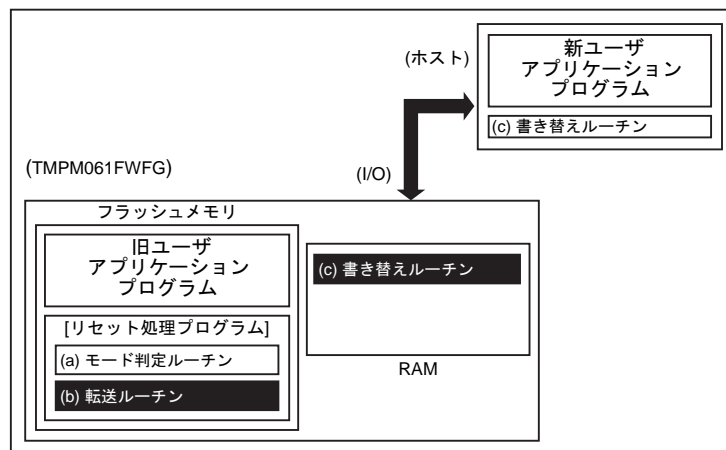 (ホスト)
新ユーザ
アプリケーション
プログラム
(c) 書き替えルーチン
(TMPM061FWFG)
(I/O)
フラッシュメモリ
旧ユーザ
アプリケーション
プログラム
[リセット処理プログラム]
(a) モード判定ルーチン
(b) 転送ルーチン
(c) 書き替えルーチン
RAM